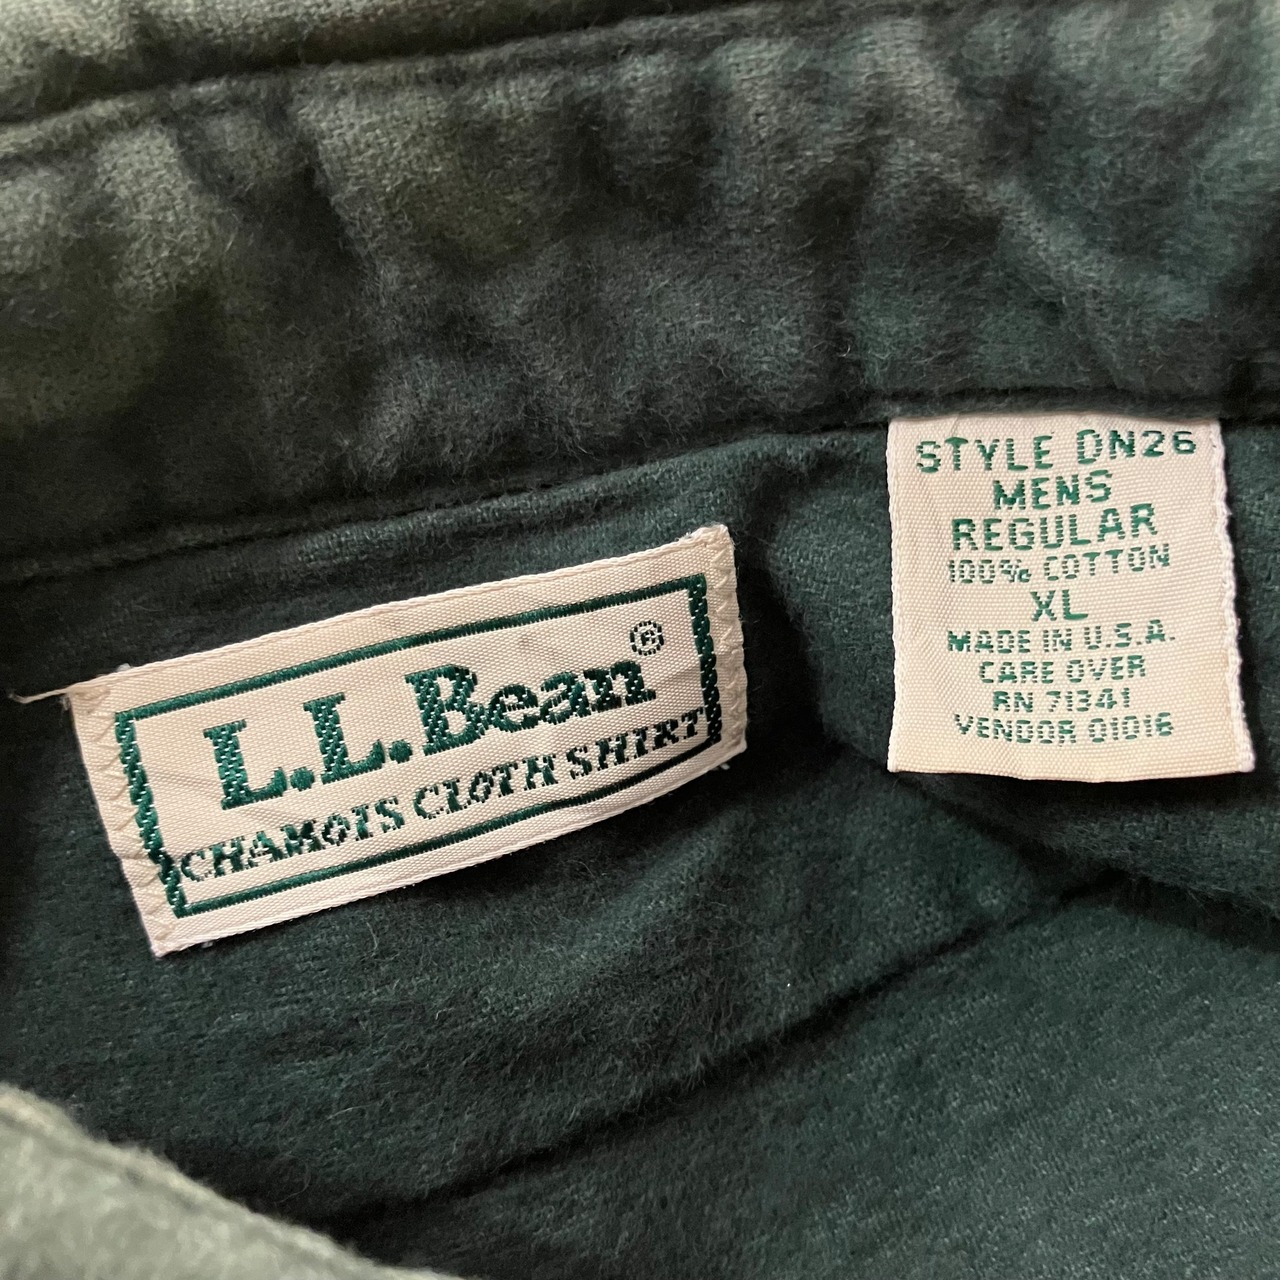 L.L.Bean®
CHAMOIS CLOTH SHIRT
STYLE DN26
MENS
REGULAR
100% COTTON
XL
MADE IN U.S.A.
CARE OVER
RN 71341
VENDOR 01016